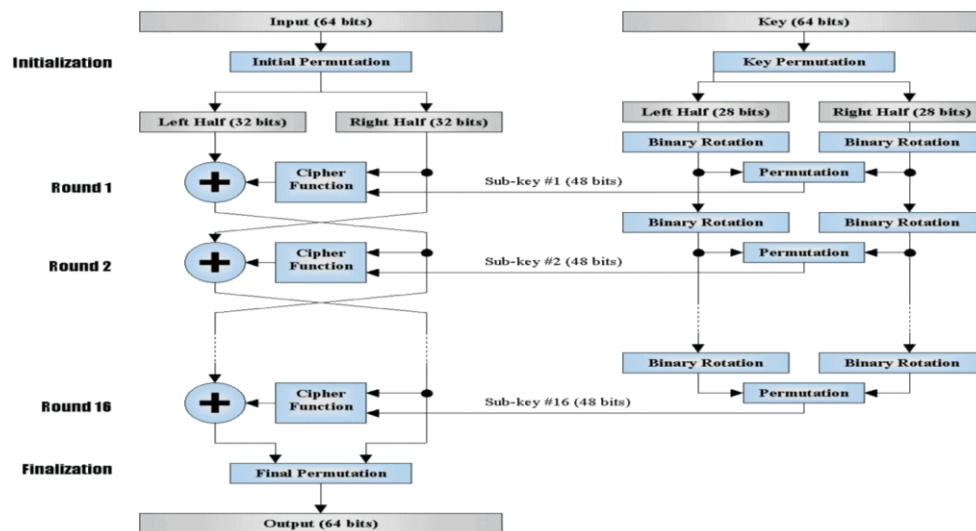 Input (64 bits)
Key (64 bits)
Initialization
Initial Permutation
Key Permutation
Left Half (32 bits)
Right Half (32 bits)
Left Half (28 bits)
Right Half (28 bits)
Binary Rotation
Binary Rotation
Round 1
Cipher
Function
Sub-key #1 (48 bits)
Permutation
Binary Rotation
Binary Rotation
Round 2
Cipher
Function
Sub-key #2 (48 bits)
Permutation
Binary Rotation
Binary Rotation
Round 16
Cipher
Function
Sub-key #16 (48 bits)
Permutation
Finalization
Final Permutation
Output (64 bits)